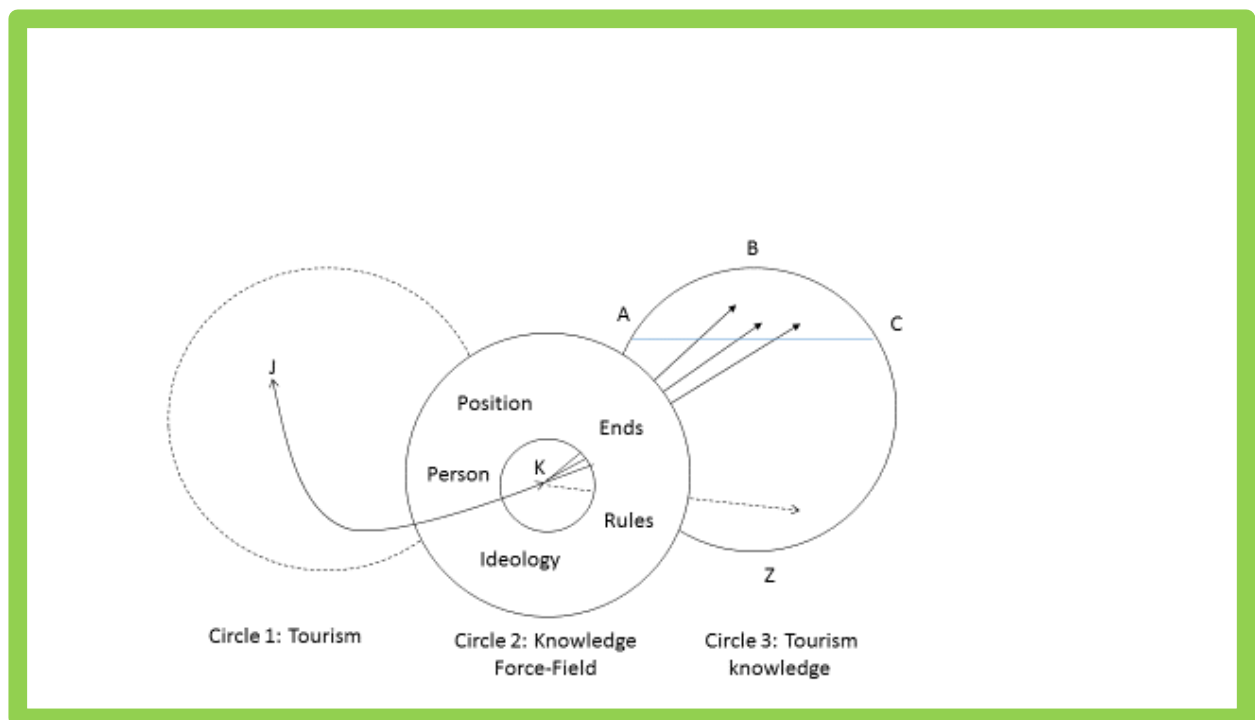 B
A
C
J
Position
Ends
K
Person
Rules
Ideology
Z
Circle 1: Tourism
Circle 2: Knowledge
Force-Field
Circle 3: Tourism
knowledge